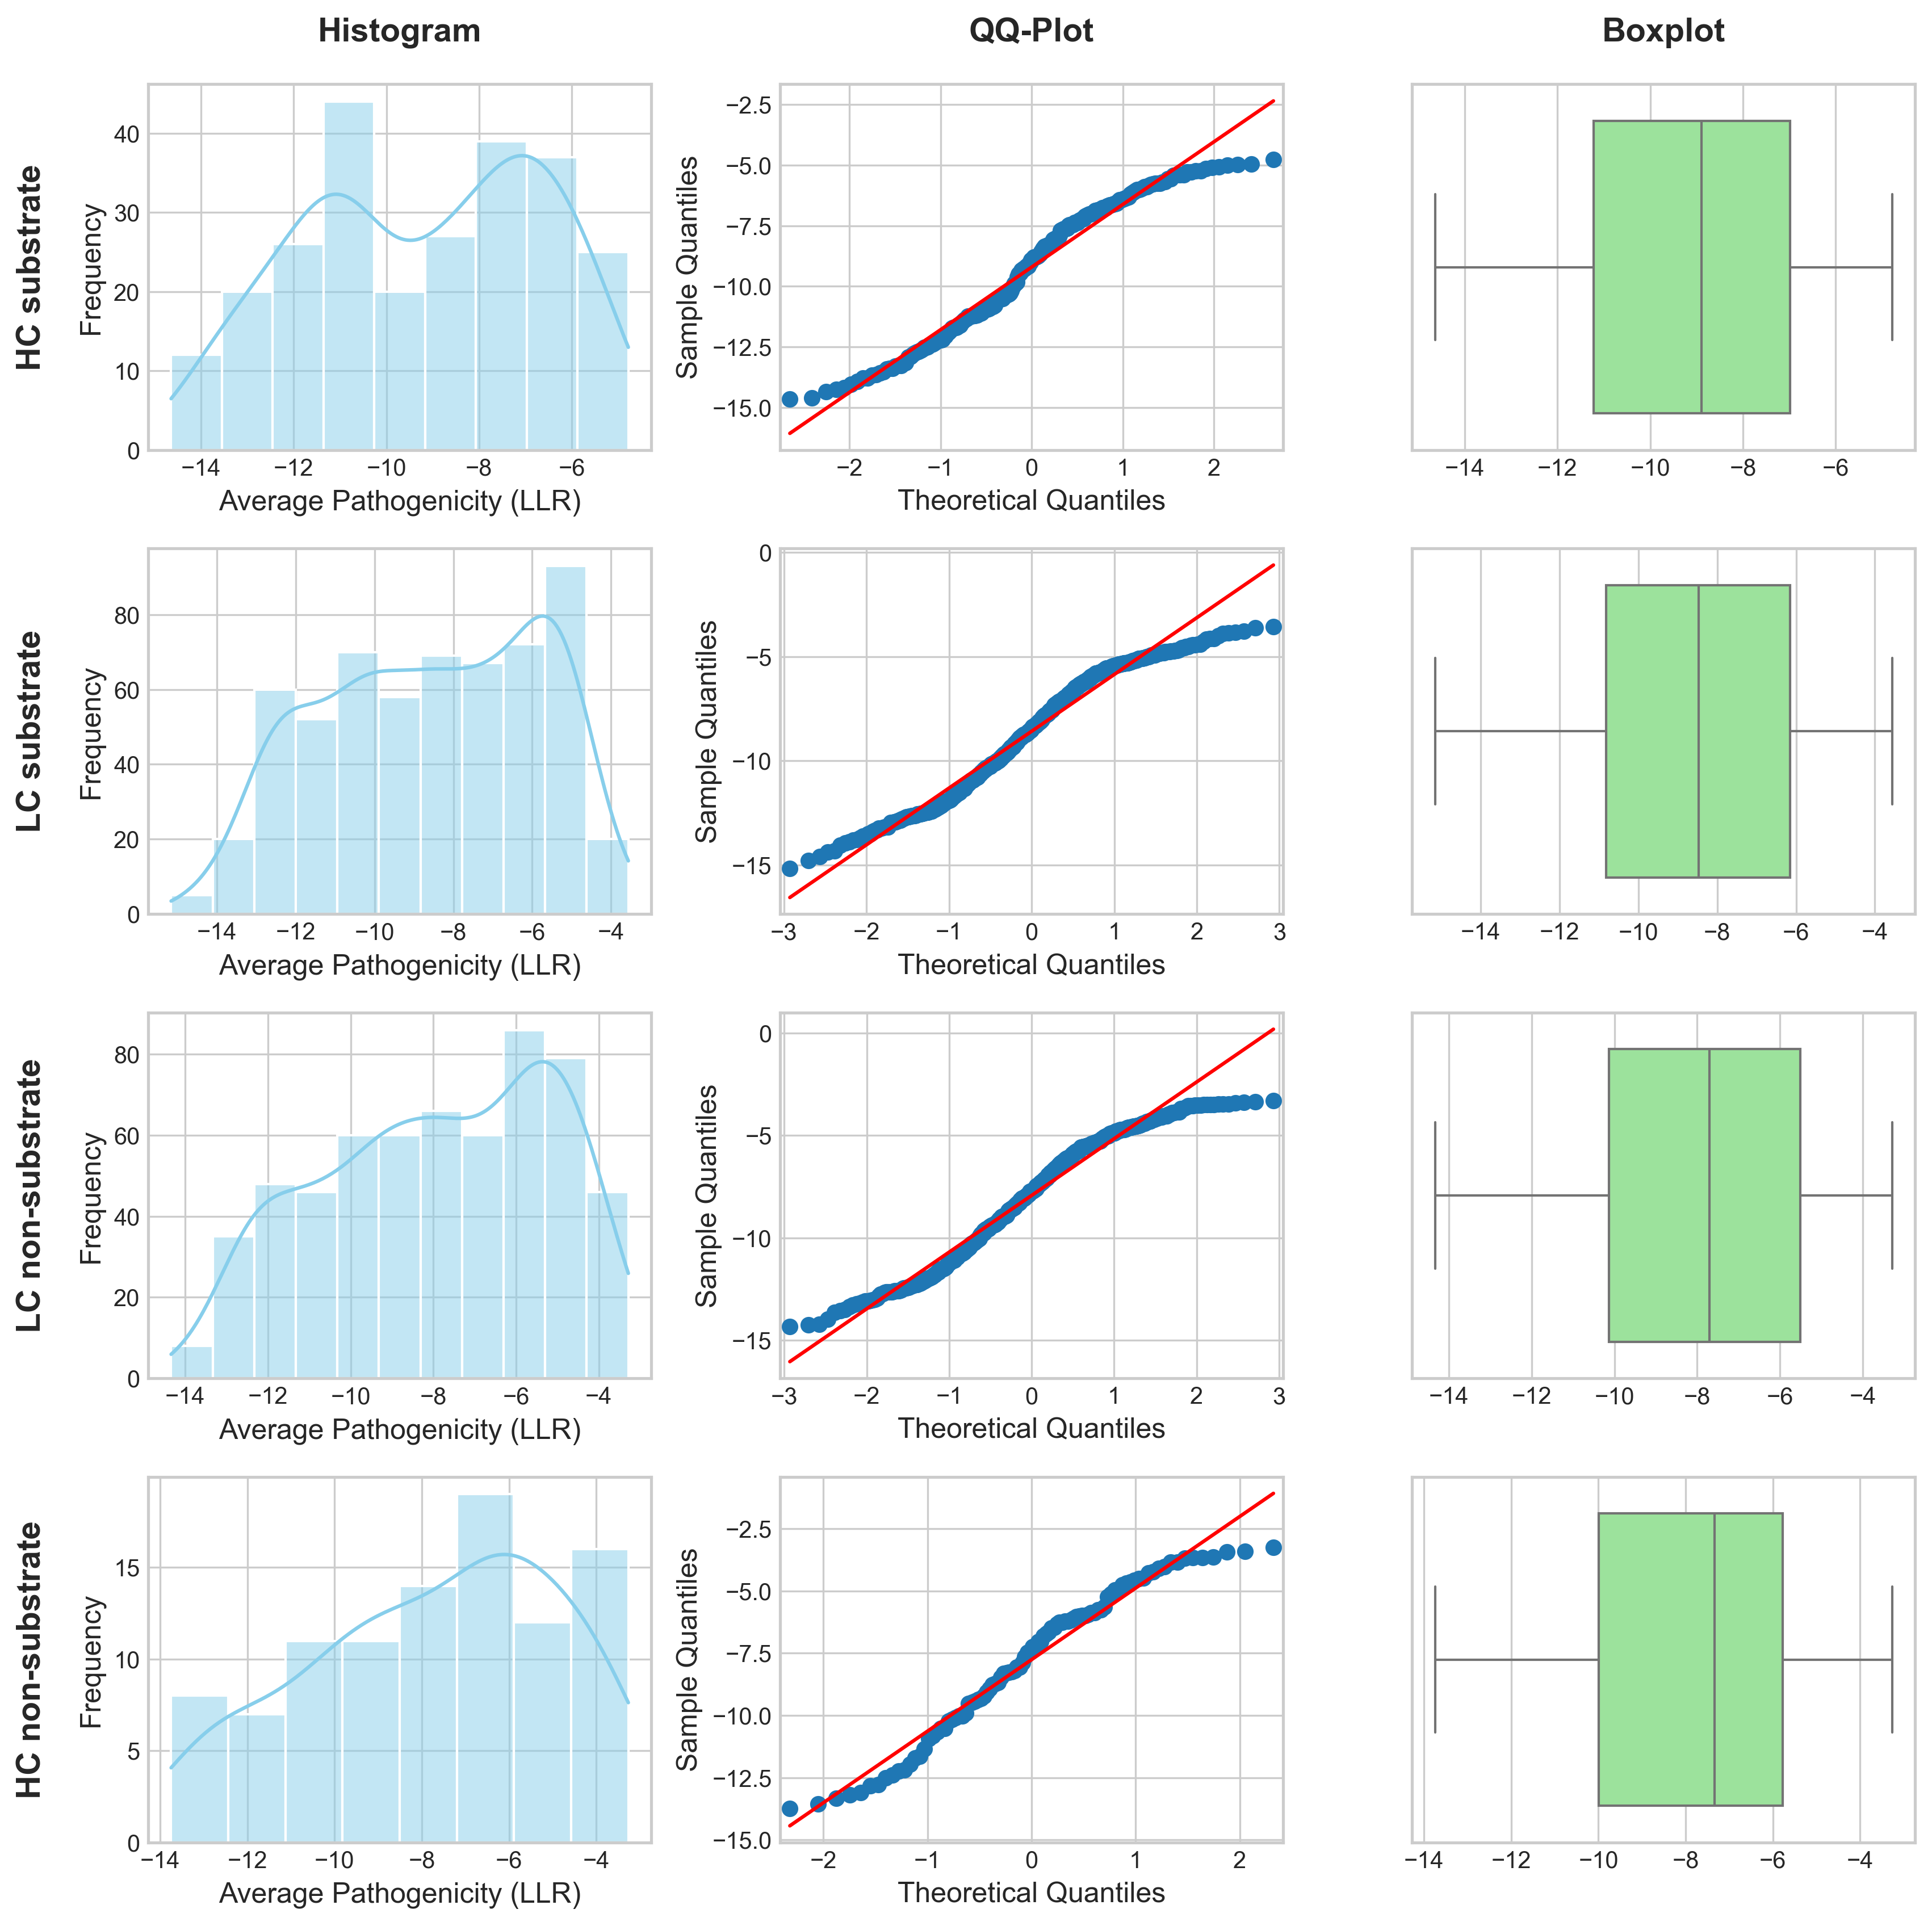 Histogram
QQ-Plot
Boxplot
HC substrate
Frequency
40
30
20
10
0
−14 −12 −10 −8 −6
Average Pathogenicity (LLR)
Sample Quantiles
−2.5
−5.0
−7.5
−10.0
−12.5
−15.0
−2 −1 0 1 2
Theoretical Quantiles
−14 −12 −10 −8 −6
LC substrate
Frequency
80
60
40
20
0
−14 −12 −10 −8 −6 −4
Average Pathogenicity (LLR)
Sample Quantiles
0
−5
−10
−15
−3 −2 −1 0 1 2 3
Theoretical Quantiles
−14 −12 −10 −8 −6 −4
LC non-substrate
Frequency
80
60
40
20
0
−14 −12 −10 −8 −6 −4
Average Pathogenicity (LLR)
Sample Quantiles
0
−5
−10
−15
−3 −2 −1 0 1 2 3
Theoretical Quantiles
−14 −12 −10 −8 −6 −4
HC non-substrate
Frequency
15
10
5
0
−14 −12 −10 −8 −6 −4
Average Pathogenicity (LLR)
Sample Quantiles
−2.5
−5.0
−7.5
−10.0
−12.5
−15.0
−2 −1 0 1 2
Theoretical Quantiles
−14 −12 −10 −8 −6 −4